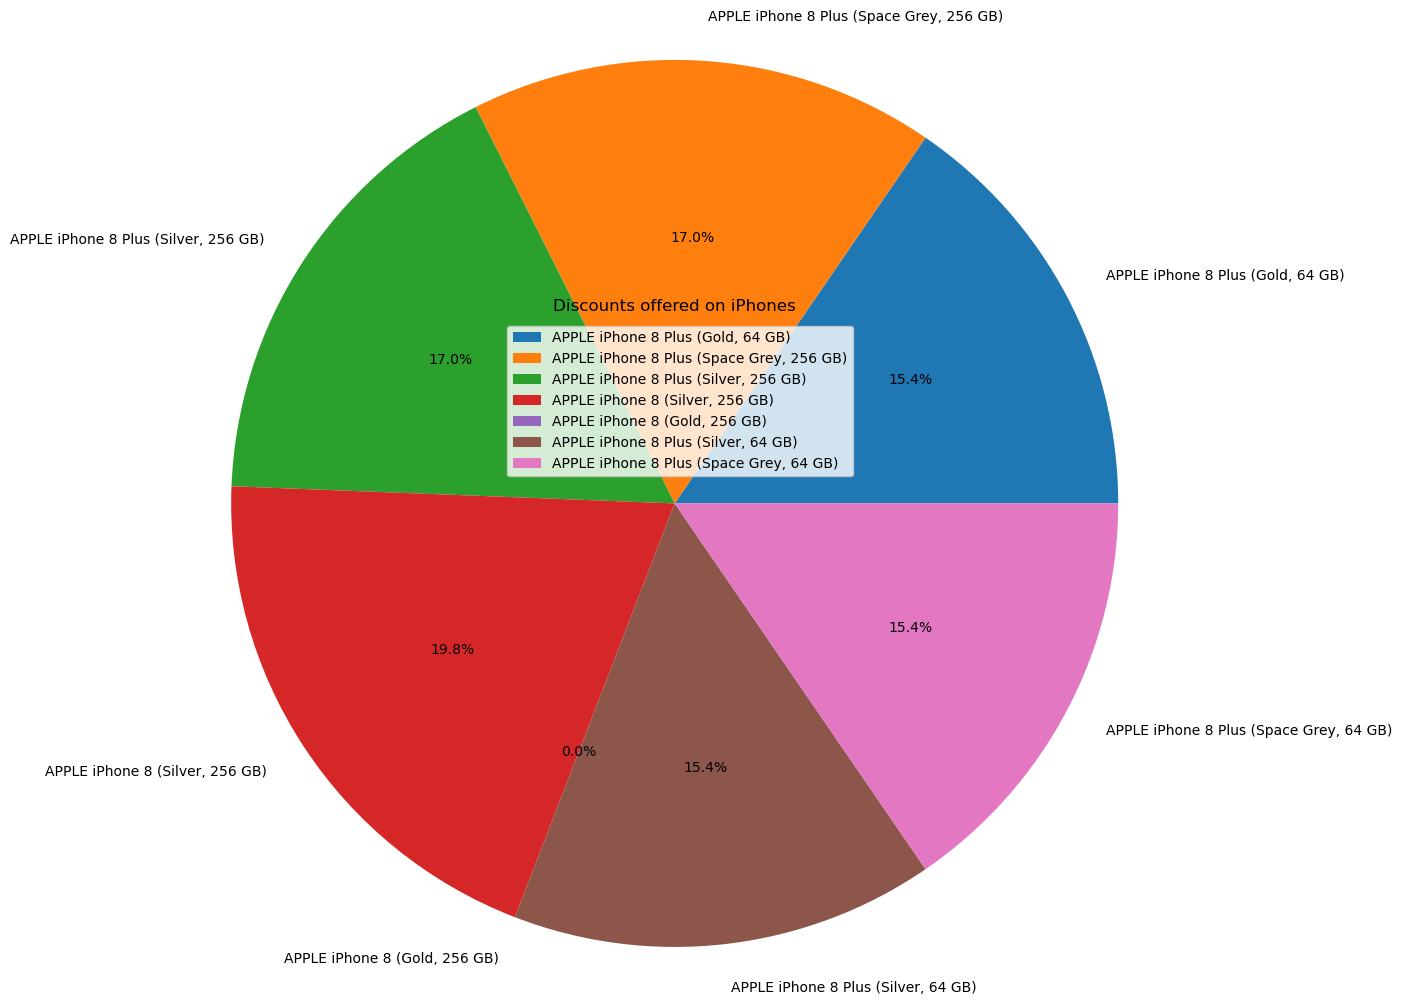 APPLE iPhone 8 Plus (Space Grey, 256 GB)
APPLE iPhone 8 Plus (Silver, 256 GB)
17.0%
APPLE iPhone 8 Plus (Gold, 64 GB)
Discounts offered on iPhones
APPLE iPhone 8 Plus (Gold, 64 GB)
APPLE iPhone 8 Plus (Space Grey, 256 GB)
APPLE iPhone 8 Plus (Silver, 256 GB)
APPLE iPhone 8 (Silver, 256 GB)
APPLE iPhone 8 (Gold, 256 GB)
APPLE iPhone 8 Plus (Silver, 64 GB)
APPLE iPhone 8 Plus (Space Grey, 64 GB)
17.0%
15.4%
15.4%
19.8%
0.0%
15.4%
APPLE iPhone 8 Plus (Space Grey, 64 GB)
APPLE iPhone 8 (Silver, 256 GB)
APPLE iPhone 8 (Gold, 256 GB)
APPLE iPhone 8 Plus (Silver, 64 GB)